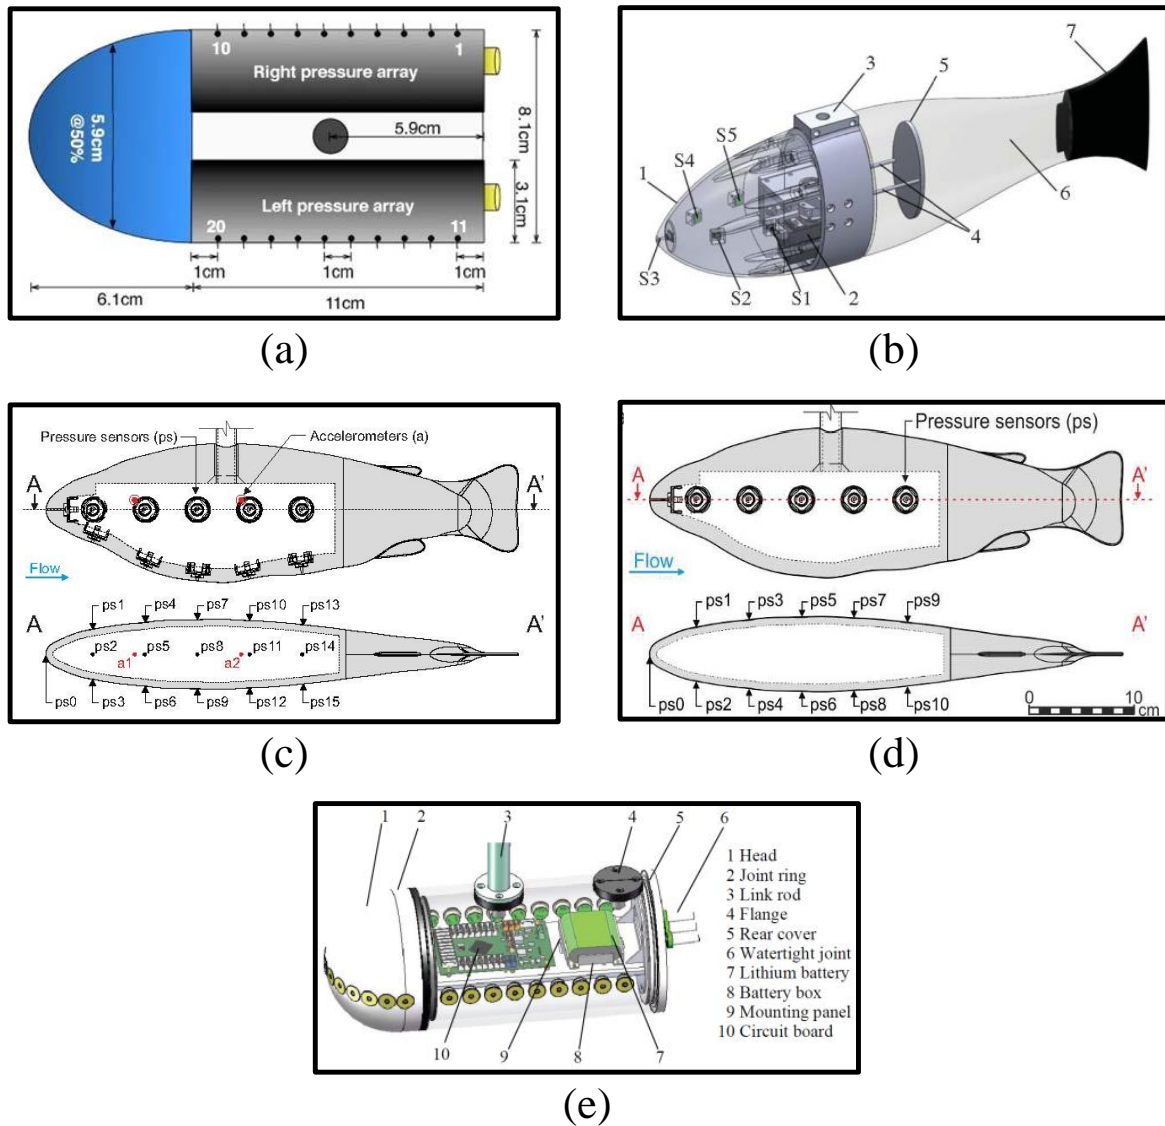 10
1
Right pressure array
5.9cm
@50%
5.9cm
8.1cm
3.1cm
Left pressure array
20
11
1cm
1cm
1cm
6.1cm
11cm
(a)
7
3
5
S5
S4
1
6
4
S3
S2
S1
2
(b)
Pressure sensors (ps)
Accelerometers (a)
A
A'
Flow
ps1
ps4
ps7
ps10
ps13
A
A'
ps2
ps5
ps8
ps11
ps14
a1
a2
ps0
ps3
ps6
ps9
ps12
ps15
(c)
Pressure sensors (ps)
A
A'
Flow
ps1
ps3
ps5
ps7
ps9
A
A'
ps0
ps2
ps4
ps6
ps8
ps10
0
10
cm
(d)
1
2
3
4
5
6
1 Head
2 Joint ring
3 Link rod
4 Flange
5 Rear cover
6 Watertight joint
7 Lithium battery
8 Battery box
9 Mounting panel
10 Circuit board
10
9
8
7
(e)